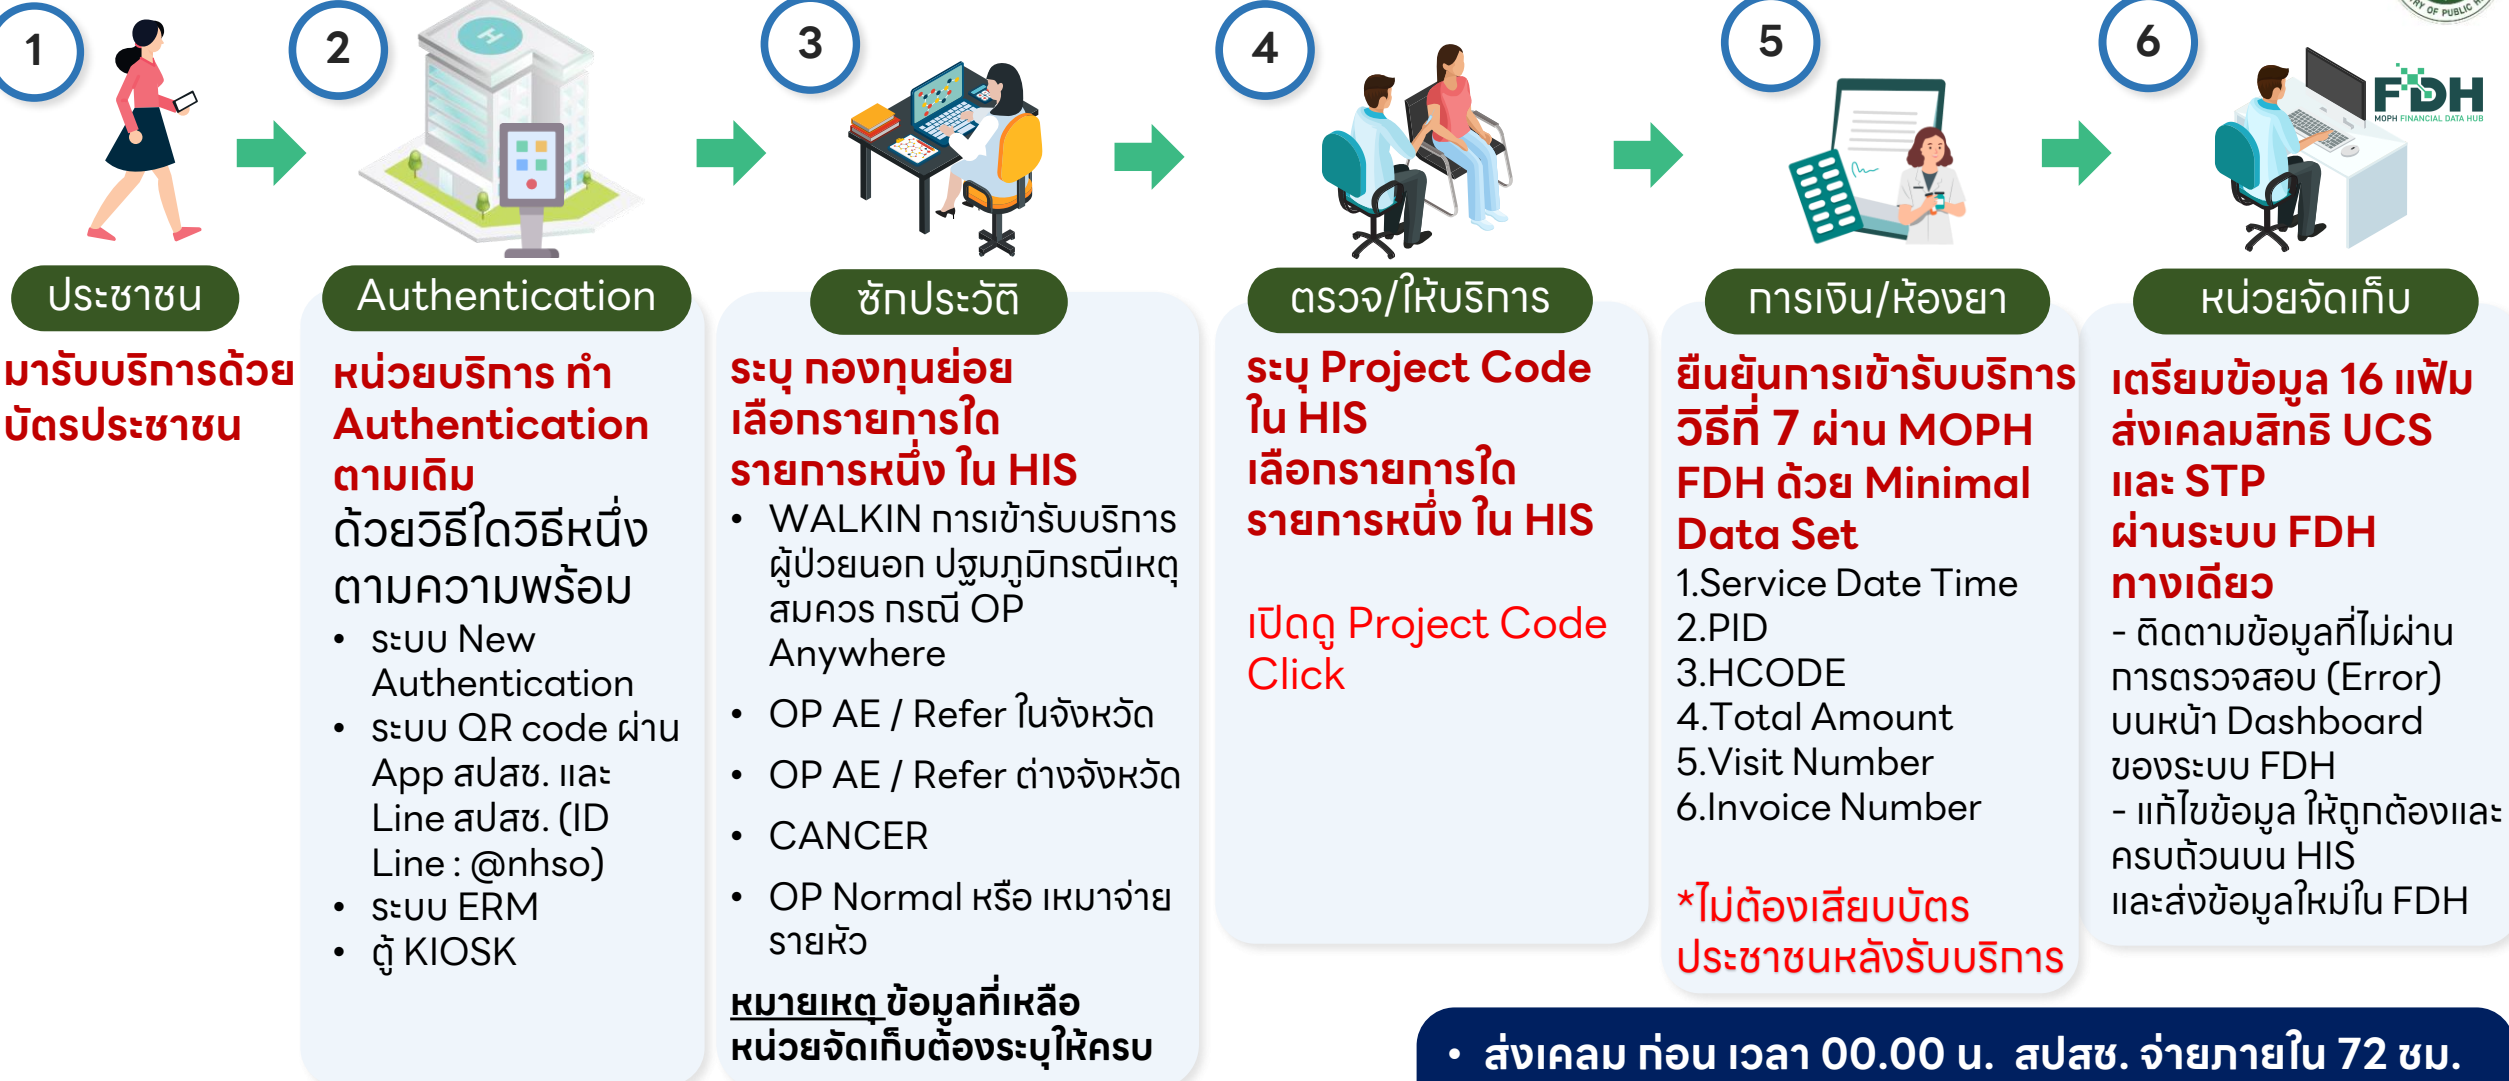 1
2
3
4
5
6
RY OF PUBLIC
H
FDH
MOPH FINANCIAL DATA HUB
ประชาชน
มารับบริการด้วย
บัตรประชาชน
Authentication
หน่วยบริการ ทำ
Authentication
ตามเดิม
ด้วยวิธีใดวิธีหนึ่ง
ตามความพร้อม
• ระบบ New
Authentication
• ระบบ QR code ผ่าน
App สปสช. และ
Line สปสช. (ID
Line : @nhso)
• ระบบ ERM
• ตู้ KIOSK
ซักประวัติ
ระบุ กองทุนย่อย
เลือกรายการใด
รายการหนึ่ง ใน HIS
• WALKIN การเข้ารับบริการ
ผู้ป่วยนอก ปฐมภูมิกรณีเหตุ
สมควร กรณี OP
Anywhere
• OP AE / Refer ในจังหวัด
• OP AE / Refer ต่างจังหวัด
• CANCER
• OP Normal หรือ เหมาจ่าย
รายหัว
หมายเหตุ ข้อมูลที่เหลือ
หน่วยจัดเก็บต้องระบุให้ครบ
ตรวจ/ให้บริการ
ระบุ Project Code
ใน HIS
เลือกรายการใด
รายการหนึ่ง ใน HIS
เปิดดู Project Code
Click
การเงิน/ห้องยา
ยืนยันการเข้ารับบริการ
วิธีที่ 7 ผ่าน MOPH
FDH ด้วย Minimal
Data Set
1.Service Date Time
2.PID
3.HCODE
4.Total Amount
5.Visit Number
6.Invoice Number
*ไม่ต้องเสียบบัตร
ประชาชนหลังรับบริการ
หน่วยจัดเก็บ
เตรียมข้อมูล 16 แฟ้ม
ส่งเคลมสิทธิ UCS
และ STP
ผ่านระบบ FDH
ทางเดียว
- ติดตามข้อมูลที่ไม่ผ่าน
การตรวจสอบ (Error)
บนหน้า Dashboard
ของระบบ FDH
- แก้ไขข้อมูล ให้ถูกต้องและ
ครบถ้วนบน HIS
และส่งข้อมูลใหม่ใน FDH
• ส่งเคลม ก่อน เวลา 00.00 น. สปสช. จ่ายภายใน 72 ชม.